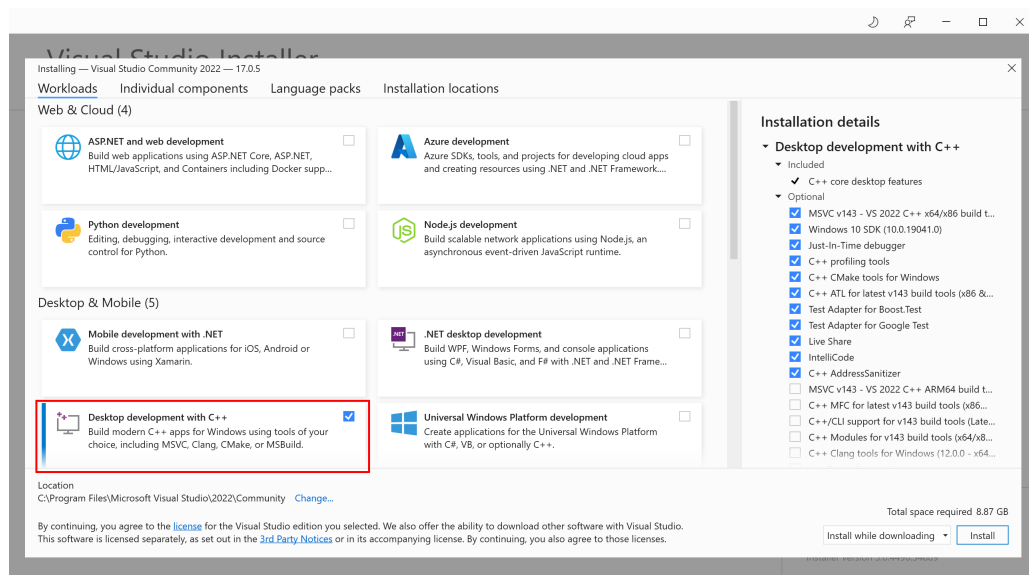 Visual Studio Installer
Installing — Visual Studio Community 2022 — 17.0.5
Workloads Individual components Language packs Installation locations
Web & Cloud (4)
ASP.NET and web development
Build web applications using ASP.NET Core, ASP.NET,
HTML/JavaScript, and Containers including Docker supp...
Azure development
Azure SDKs, tools, and projects for developing cloud apps
and creating resources using .NET and .NET Framework....
Python development
Editing, debugging, interactive development and source
control for Python.
JS
Node.js development
Build scalable network applications using Node.js, an
asynchronous event-driven JavaScript runtime.
Desktop & Mobile (5)
Mobile development with .NET
Build cross-platform applications for iOS, Android or
Windows using Xamarin.
.NET
.NET desktop development
Build WPF, Windows Forms, and console applications
using C#, Visual Basic, and F# with .NET and .NET Frame...
Desktop development with C++
Build modern C++ apps for Windows using tools of your
choice, including MSVC, Clang, CMake, or MSBuild.
Universal Windows Platform development
Create applications for the Universal Windows Platform
with C#, VB, or optionally C++.
Installation details
Desktop development with C++
Included
C++ core desktop features
Optional
MSVC v143 - VS 2022 C++ x64/x86 build t...
Windows 10 SDK (10.0.19041.0)
Just-In-Time debugger
C++ profiling tools
C++ CMake tools for Windows
C++ ATL for latest v143 build tools (x86 &...
Test Adapter for Boost.Test
Test Adapter for Google Test
Live Share
IntelliCode
C++ AddressSanitizer
MSVC v143 - VS 2022 C++ ARM64 build t...
C++ MFC for latest v143 build tools (x86...
C++/CLI support for v143 build tools (Late...
C++ Modules for v143 build tools (x64/x8...
C++ Clang tools for Windows (12.0.0 - x64...
Location
C:\Program Files\Microsoft Visual Studio\2022\Community Change...
Total space required 8.87 GB
By continuing, you agree to the license for the Visual Studio edition you selected. We also offer the ability to download other software with Visual Studio.
This software is licensed separately, as set out in the 3rd Party Notices or in its accompanying license. By continuing, you also agree to those licenses.
Install while downloading Install
Installer Version